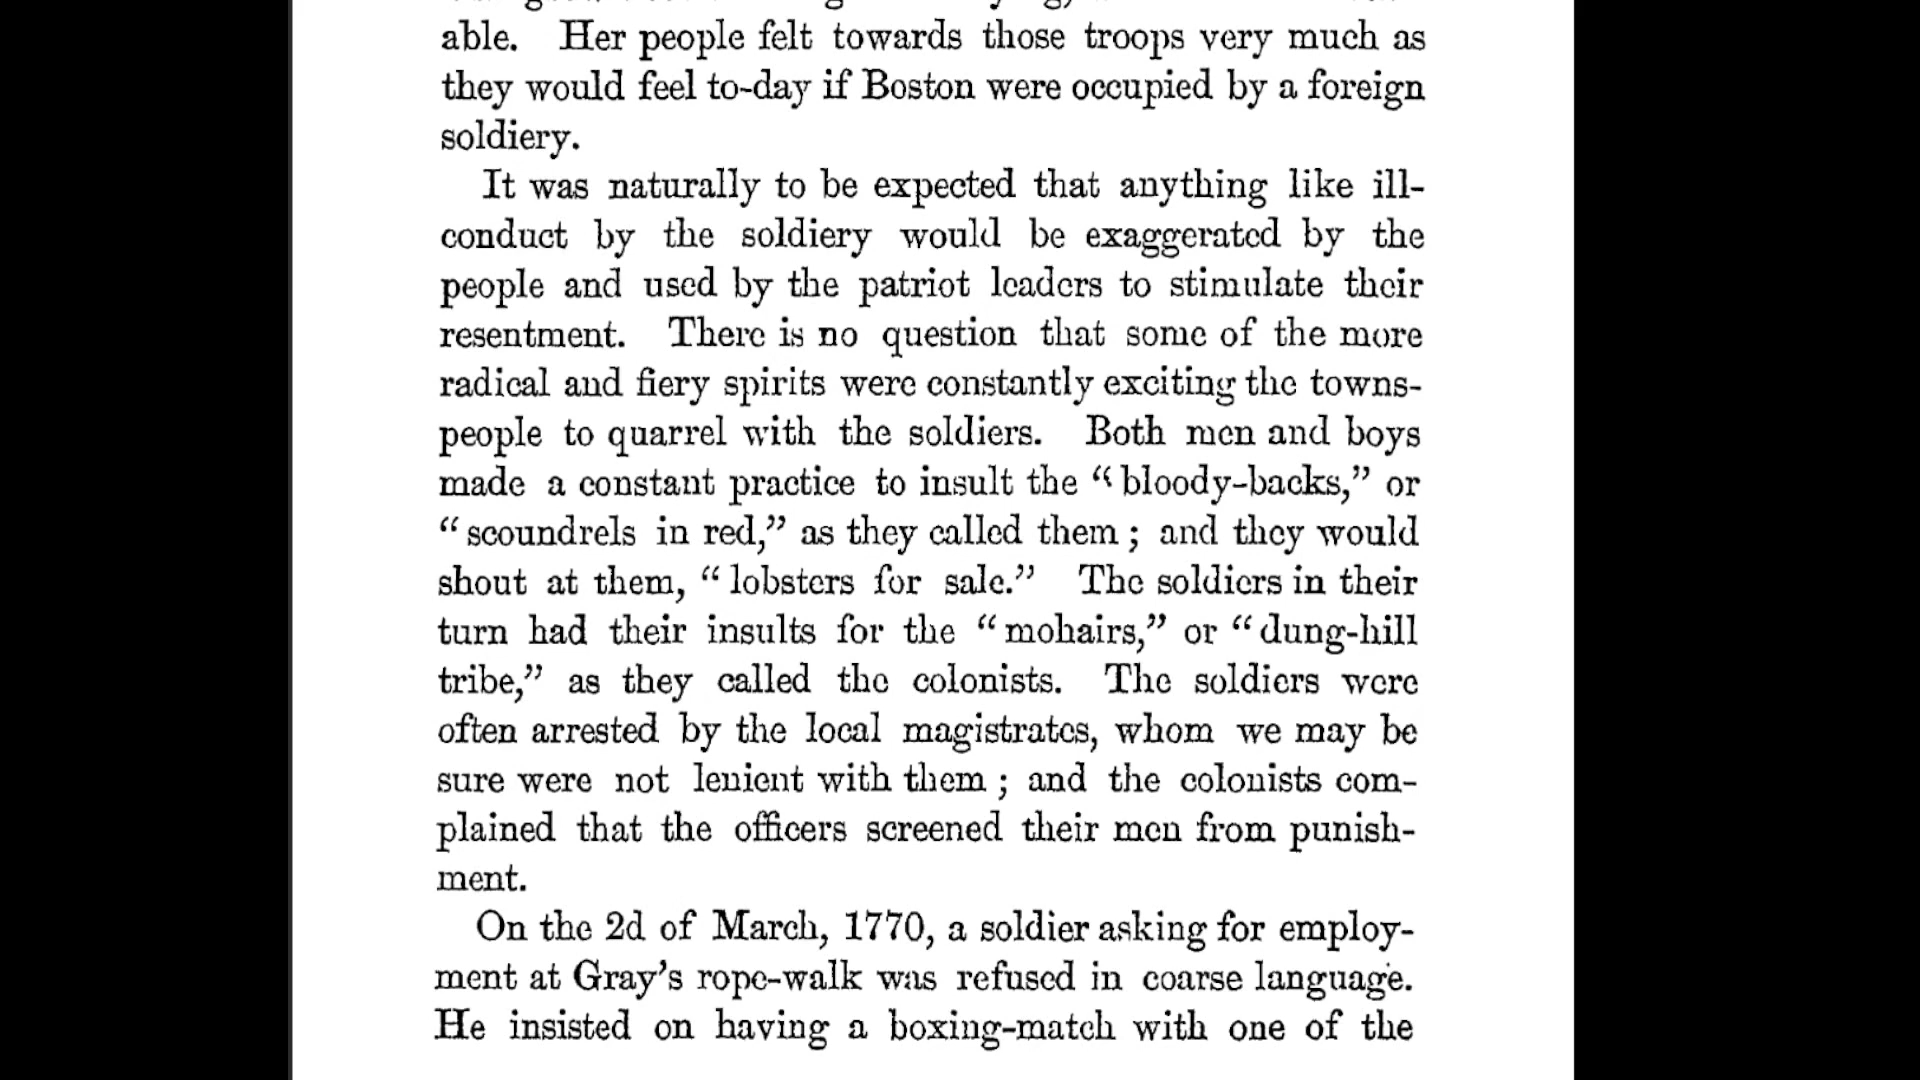 able. Her people felt towards those troops very much as
they would feel to-day if Boston were occupied by a foreign
soldiery.
It was naturally to be expected that anything like ill-
conduct by the soldiery would be exaggerated by the
people and used by the patriot leaders to stimulate their
resentment. There is no question that some of the more
radical and fiery spirits were constantly exciting the towns-
people to quarrel with the soldiers. Both men and boys
made a constant practice to insult the “bloody-backs,” or
“scoundrels in red,” as they called them; and they would
shout at them, “lobsters for sale.” The soldiers in their
turn had their insults for the “mohairs,” or “dung-hill
tribe,” as they called the colonists. The soldiers were
often arrested by the local magistrates, whom we may be
sure were not lenient with them; and the colonists com-
plained that the officers screened their men from punish-
ment.
On the 2d of March, 1770, a soldier asking for employ-
ment at Gray’s rope-walk was refused in coarse language.
He insisted on having a boxing-match with one of the